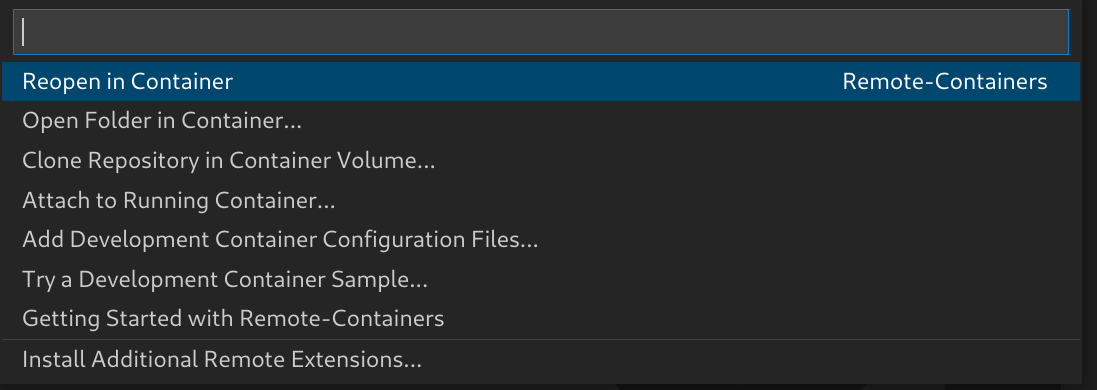 Reopen in Container Remote-Containers
Open Folder in Container...
Clone Repository in Container Volume...
Attach to Running Container...
Add Development Container Configuration Files...
Try a Development Container Sample...
Getting Started with Remote-Containers
Install Additional Remote Extensions...